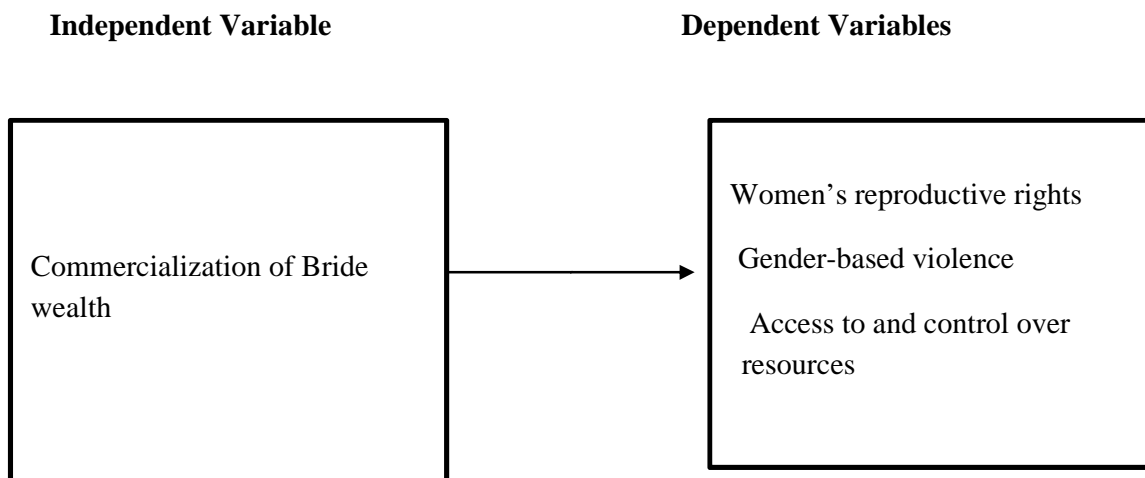 Independent Variable
Dependent Variables
Commercialization of Bride
wealth
Women’s reproductive rights
Gender-based violence
Access to and control over
resources